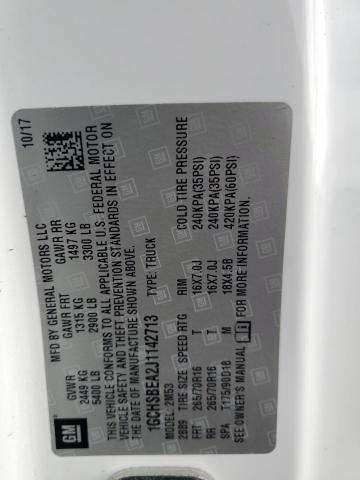 GM
MFD BY GENERAL MOTORS LLC
10/17
GVWR GAWR FRT GAWR RR
2449 KG 1315 KG 1497 KG
5400 LB 2900 LB 3300 LB
THIS VEHICLE CONFORMS TO ALL APPLICABLE U.S. FEDERAL MOTOR
VEHICLE SAFETY AND THEFT PREVENTION STANDARDS IN EFFECT ON
THE DATE OF MANUFACTURE SHOWN ABOVE.
1GCHSBEA2J1142713 TYPE: TRUCK
MODEL: 2M53
2889 TIRE SIZE SPEED RTG RIM COLD TIRE PRESSURE
FRT 265/70R16 T 16X7.0J 240KPA(35PSI)
RR 265/70R16 T 16X7.0J 240KPA(35PSI)
SPA T175/90D18 M 18X4.5B 420KPA(60PSI)
SEE OWNER'S MANUAL